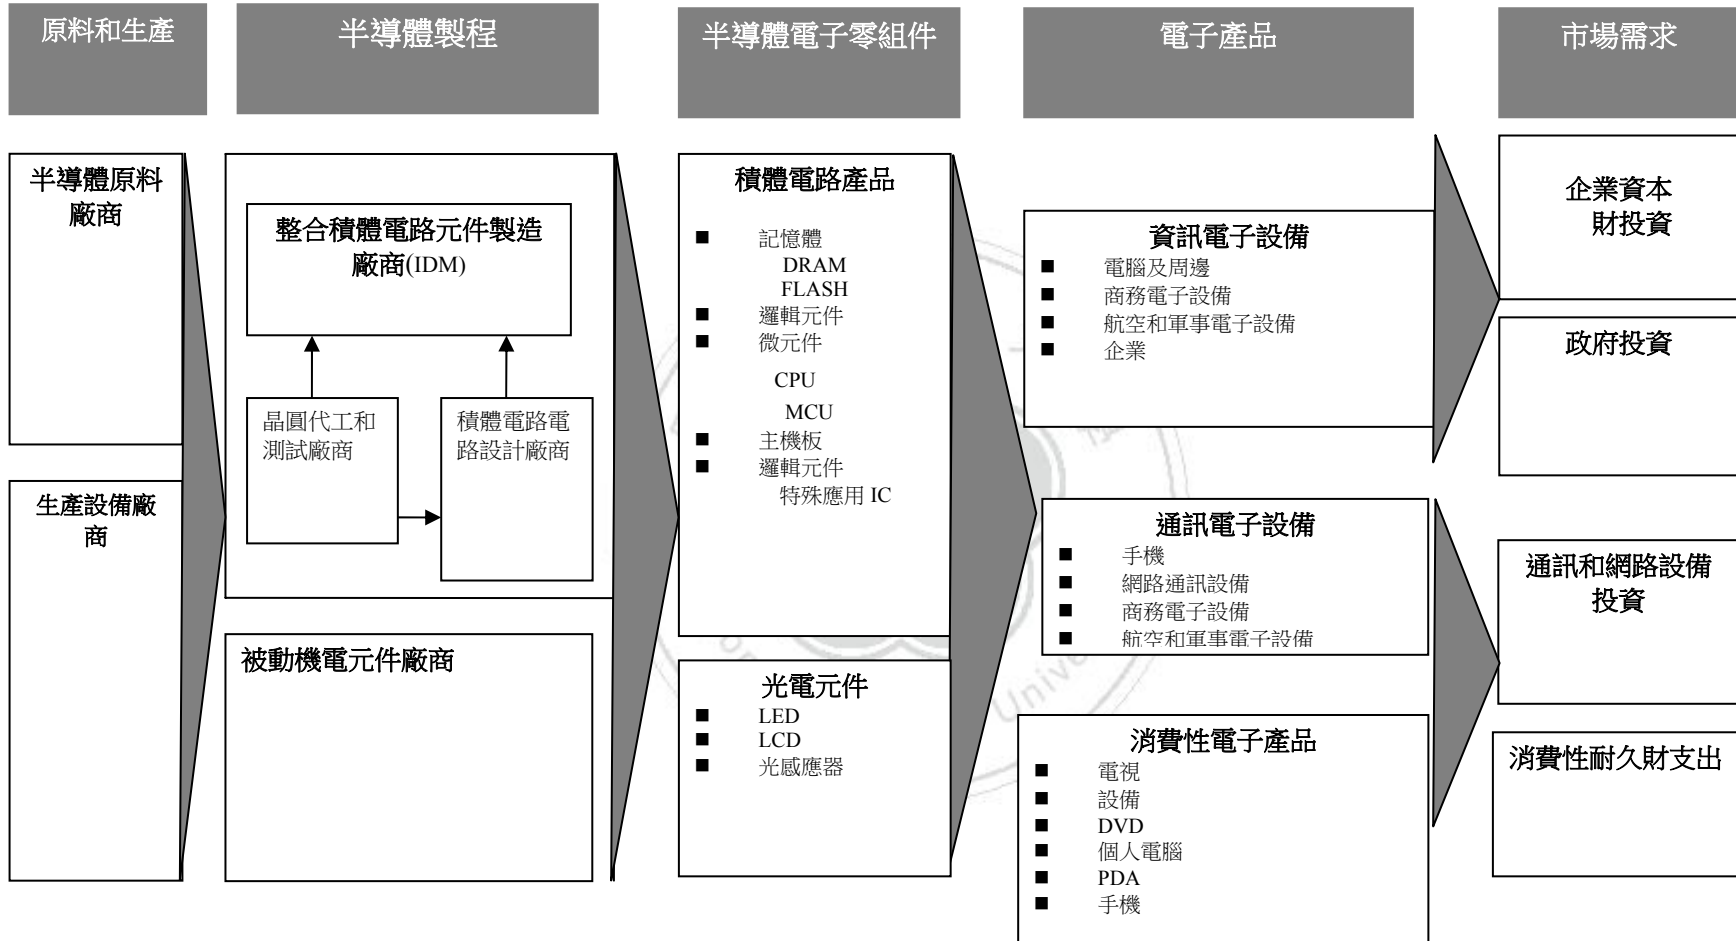 原料和生產
半導體製程
半導體電子零組件
電子產品
市場需求
半導體原料
廠商
生產設備廠
商
整合積體電路元件製造
廠商(IDM)
晶圓代工和
測試廠商
積體電路電
路設計廠商
被動機電元件廠商
積體電路產品
■ 記憶體
DRAM
FLASH
■ 邏輯元件
■ 微元件
CPU
MCU
■ 主機板
■ 邏輯元件
特殊應用 IC
光電元件
■ LED
■ LCD
■ 光感應器
資訊電子設備
■ 電腦及周邊
■ 商務電子設備
■ 航空和軍事電子設備
■ 企業
通訊電子設備
■ 手機
■ 網路通訊設備
■ 商務電子設備
■ 航空和軍事電子設備
消費性電子產品
■ 電視
■ 設備
■ DVD
■ 個人電腦
■ PDA
■ 手機
企業資本
財投資
政府投資
通訊和網路設備
投資
消費性耐久財支出